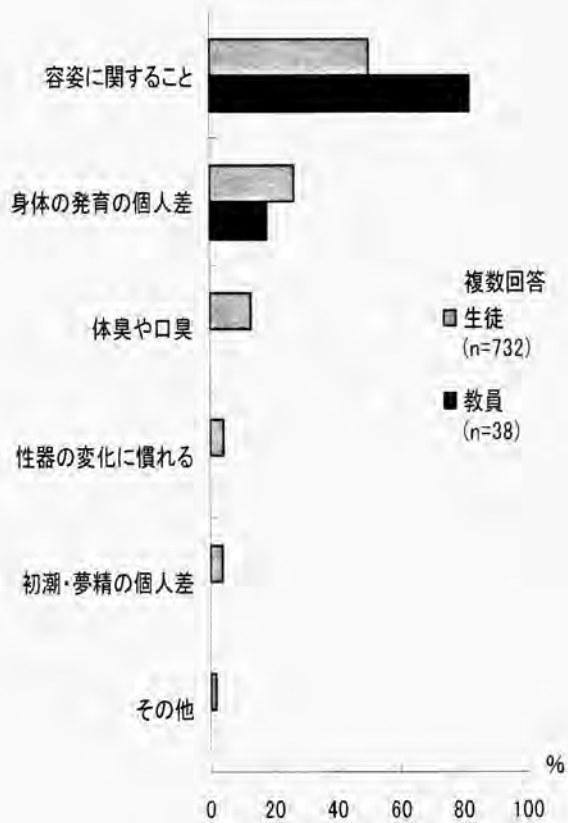 容姿に関すること
身体の発育の個人差
体臭や口臭
性器の変化に慣れる
初潮・夢精の個人差
その他
複数回答
生徒
(n=732)
教員
(n=38)
%
0 20 40 60 80 100